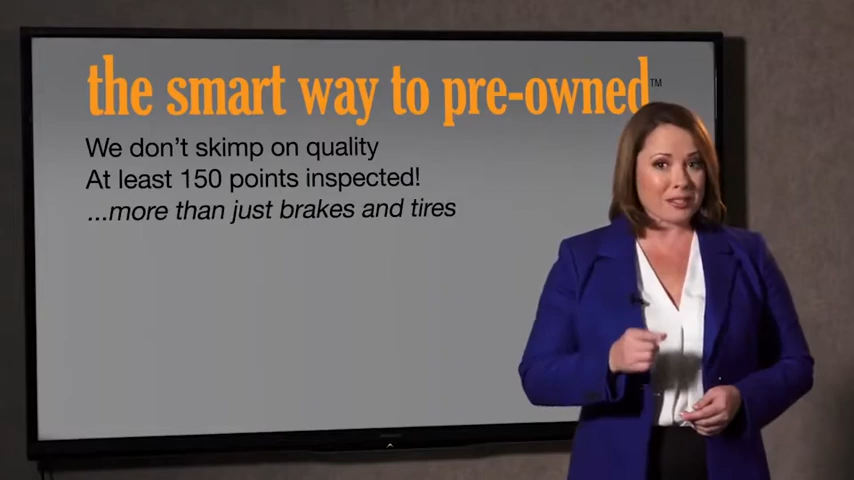 the smart way to pre-owned™
We don't skimp on quality
At least 150 points inspected!
...more than just brakes and tires